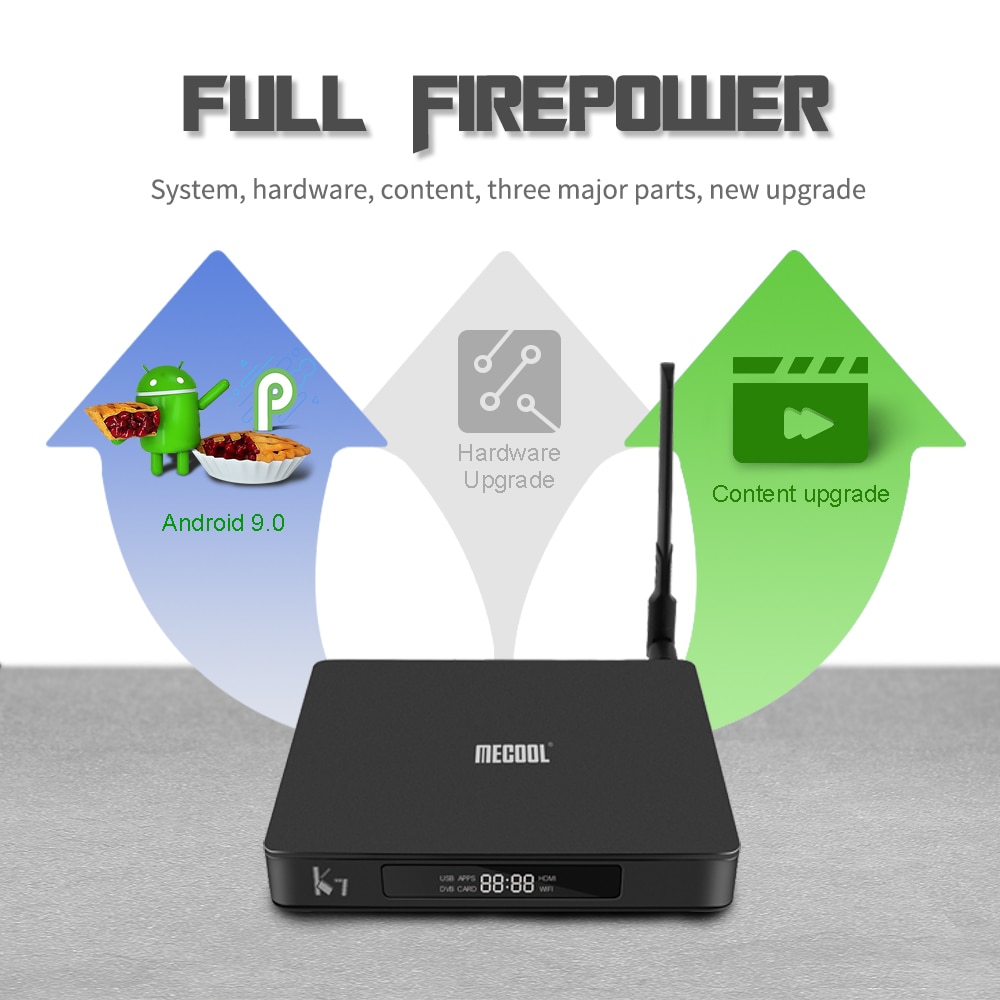 FULL FIREPOWER
System, hardware, content, three major parts, new upgrade
Android 9.0
Hardware
Upgrade
Content upgrade
MECOOL®
K7
USB APPS 88:88 HDMI
DVB CARD WIFI